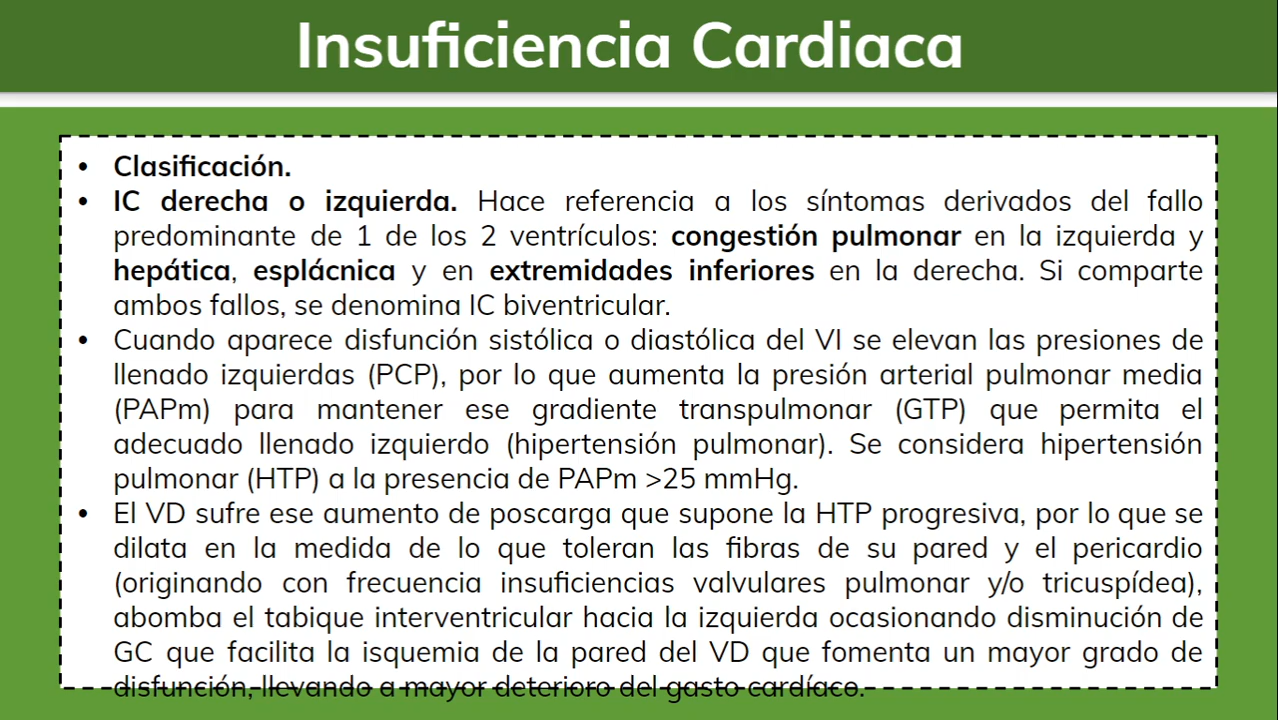 Insuficiencia Cardiaca
• Clasificación.
• IC derecha o izquierda. Hace referencia a los síntomas derivados del fallo
predominante de 1 de los 2 ventrículos: congestión pulmonar en la izquierda y
hepática, esplácnica y en extremidades inferiores en la derecha. Si comparte
ambos fallos, se denomina IC biventricular.
• Cuando aparece disfunción sistólica o diastólica del VI se elevan las presiones de
llenado izquierdas (PCP), por lo que aumenta la presión arterial pulmonar media
(PAPm) para mantener ese gradiente transpulmonar (GTP) que permita el
adecuado llenado izquierdo (hipertensión pulmonar). Se considera hipertensión
pulmonar (HTP) a la presencia de PAPm >25 mmHg.
• El VD sufre ese aumento de poscarga que supone la HTP progresiva, por lo que se
dilata en la medida de lo que toleran las fibras de su pared y el pericardio
(originando con frecuencia insuficiencias valvulares pulmonar y/o tricuspídea),
abomba el tabique interventricular hacia la izquierda ocasionando disminución de
GC que facilita la isquemia de la pared del VD que fomenta un mayor grado de
disfunción, llevando a mayor deterioro del gasto cardíaco.